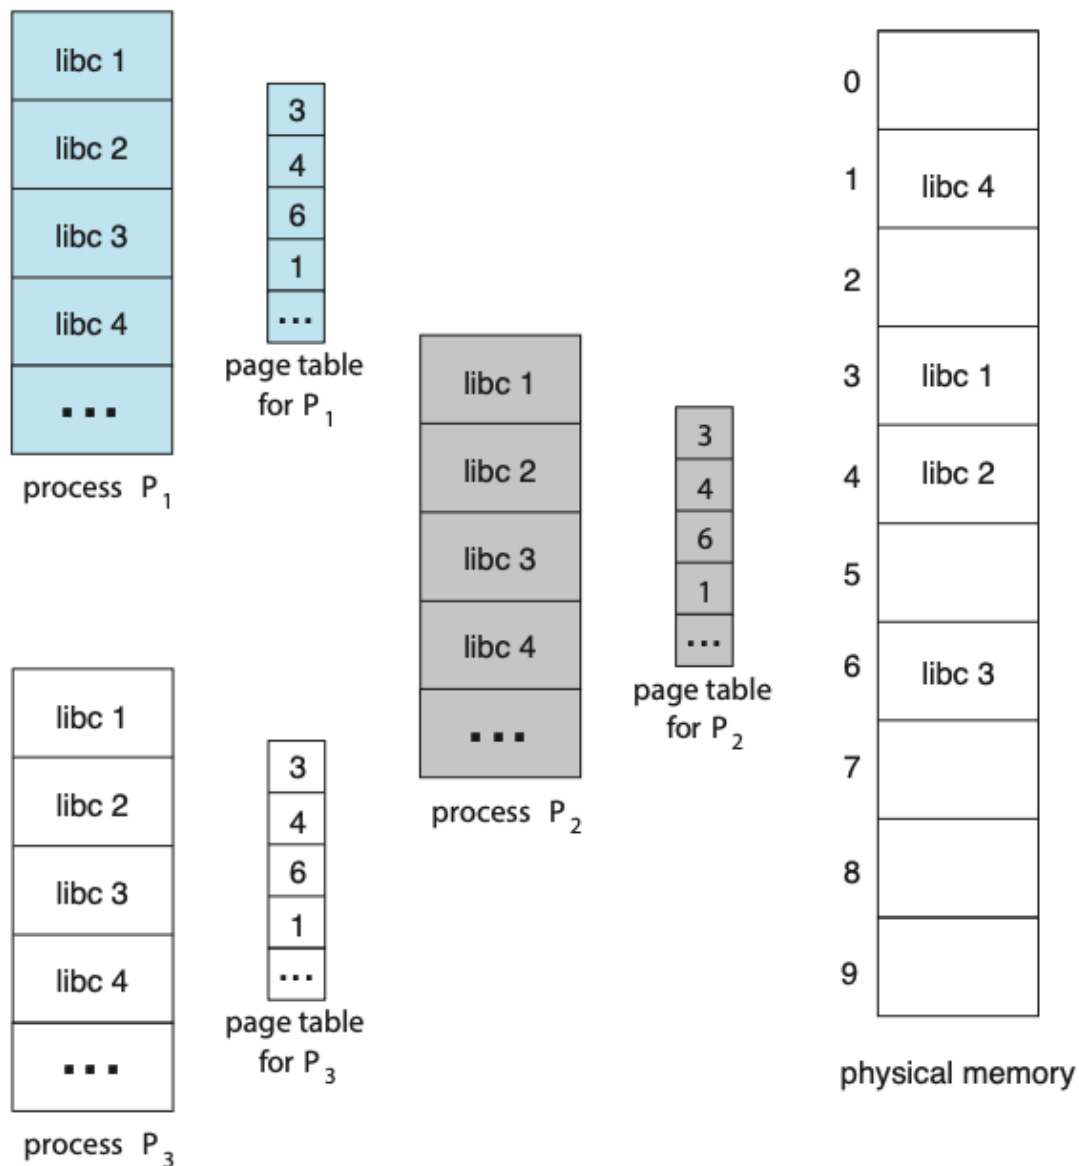 libc 1
libc 2
libc 3
libc 4
...
process P1
3
4
6
1
...
page table
for P1
libc 1
libc 2
libc 3
libc 4
...
process P2
3
4
6
1
...
page table
for P2
libc 1
libc 2
libc 3
libc 4
...
process P3
3
4
6
1
...
page table
for P3
0
1 libc 4
2
3 libc 1
4 libc 2
5
6 libc 3
7
8
9
physical memory